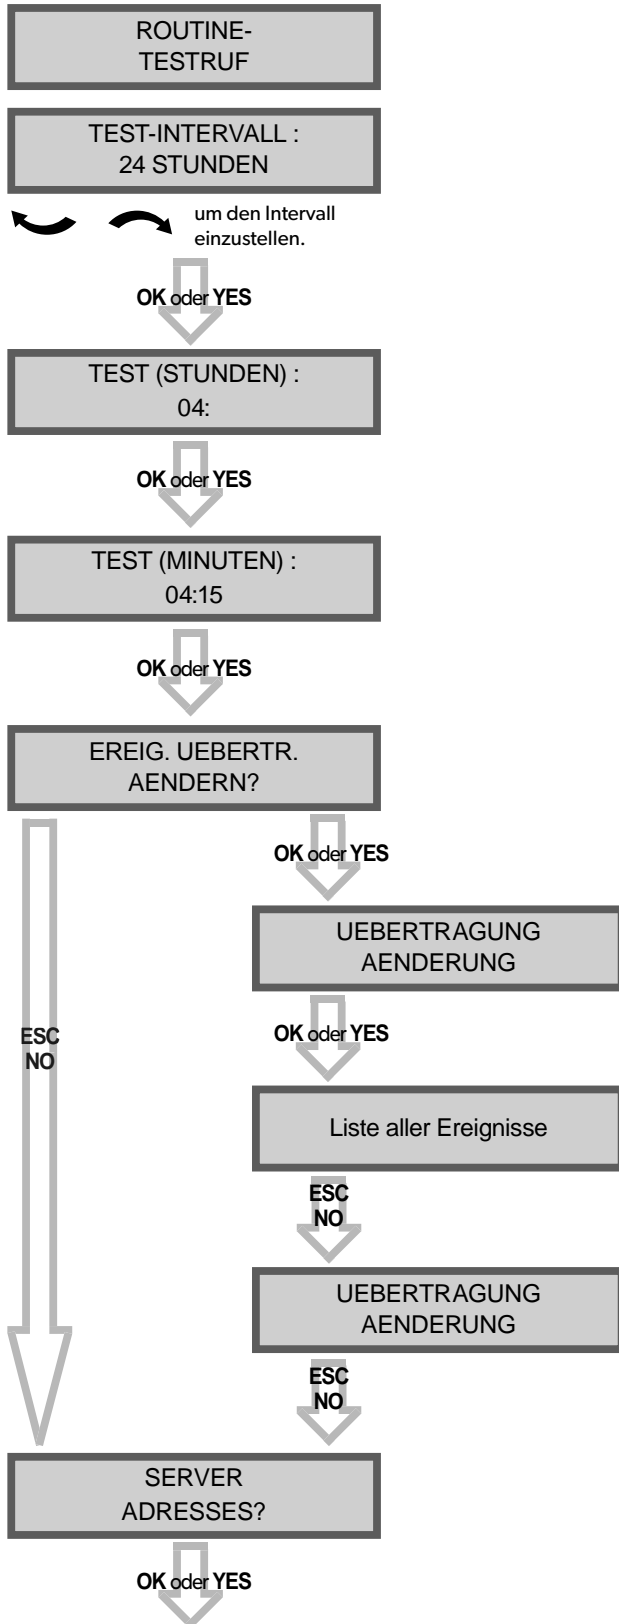 ROUTINE-
TESTRUF
TEST-INTERVALL :
24 STUNDEN
um den Intervall
einzustellen.
OK oder YES
TEST (STUNDEN) :
04:
OK oder YES
TEST (MINUTEN) :
04:15
OK oder YES
EREIG. UEBERTR.
AENDERN?
OK oder YES
UEBERTRAGUNG
AENDERUNG
OK oder YES
ESC
NO
Liste aller Ereignisse
ESC
NO
UEBERTRAGUNG
AENDERUNG
ESC
NO
SERVER
ADRESSES?
OK oder YES